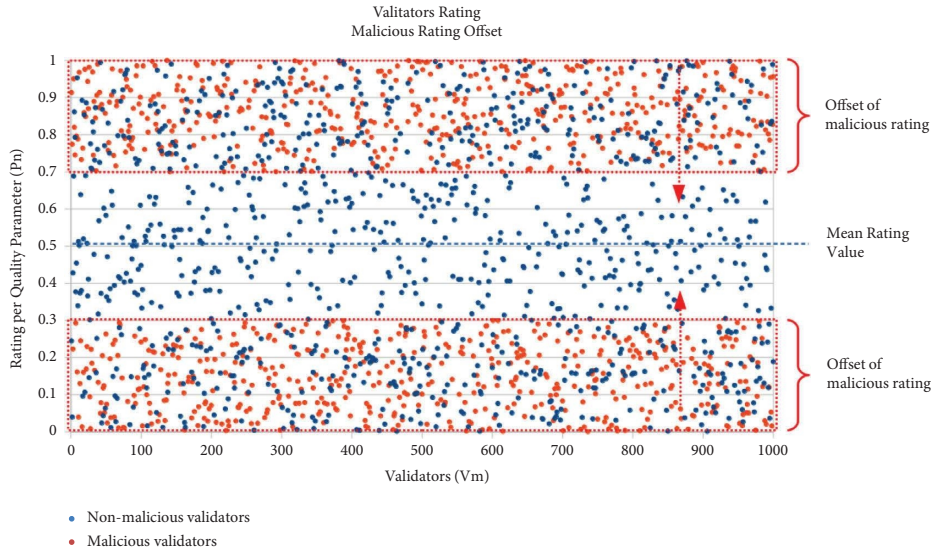 Valitators Rating
Malicious Rating Offset
Rating per Quality Parameter (Pn)
1
0.9
0.8
0.7
0.6
0.5
0.4
0.3
0.2
0.1
0
0 100 200 300 400 500 600 700 800 900 1000
Validators (Vm)
Offset of
malicious rating
Mean Rating
Value
Offset of
malicious rating
Non-malicious validators
Malicious validators